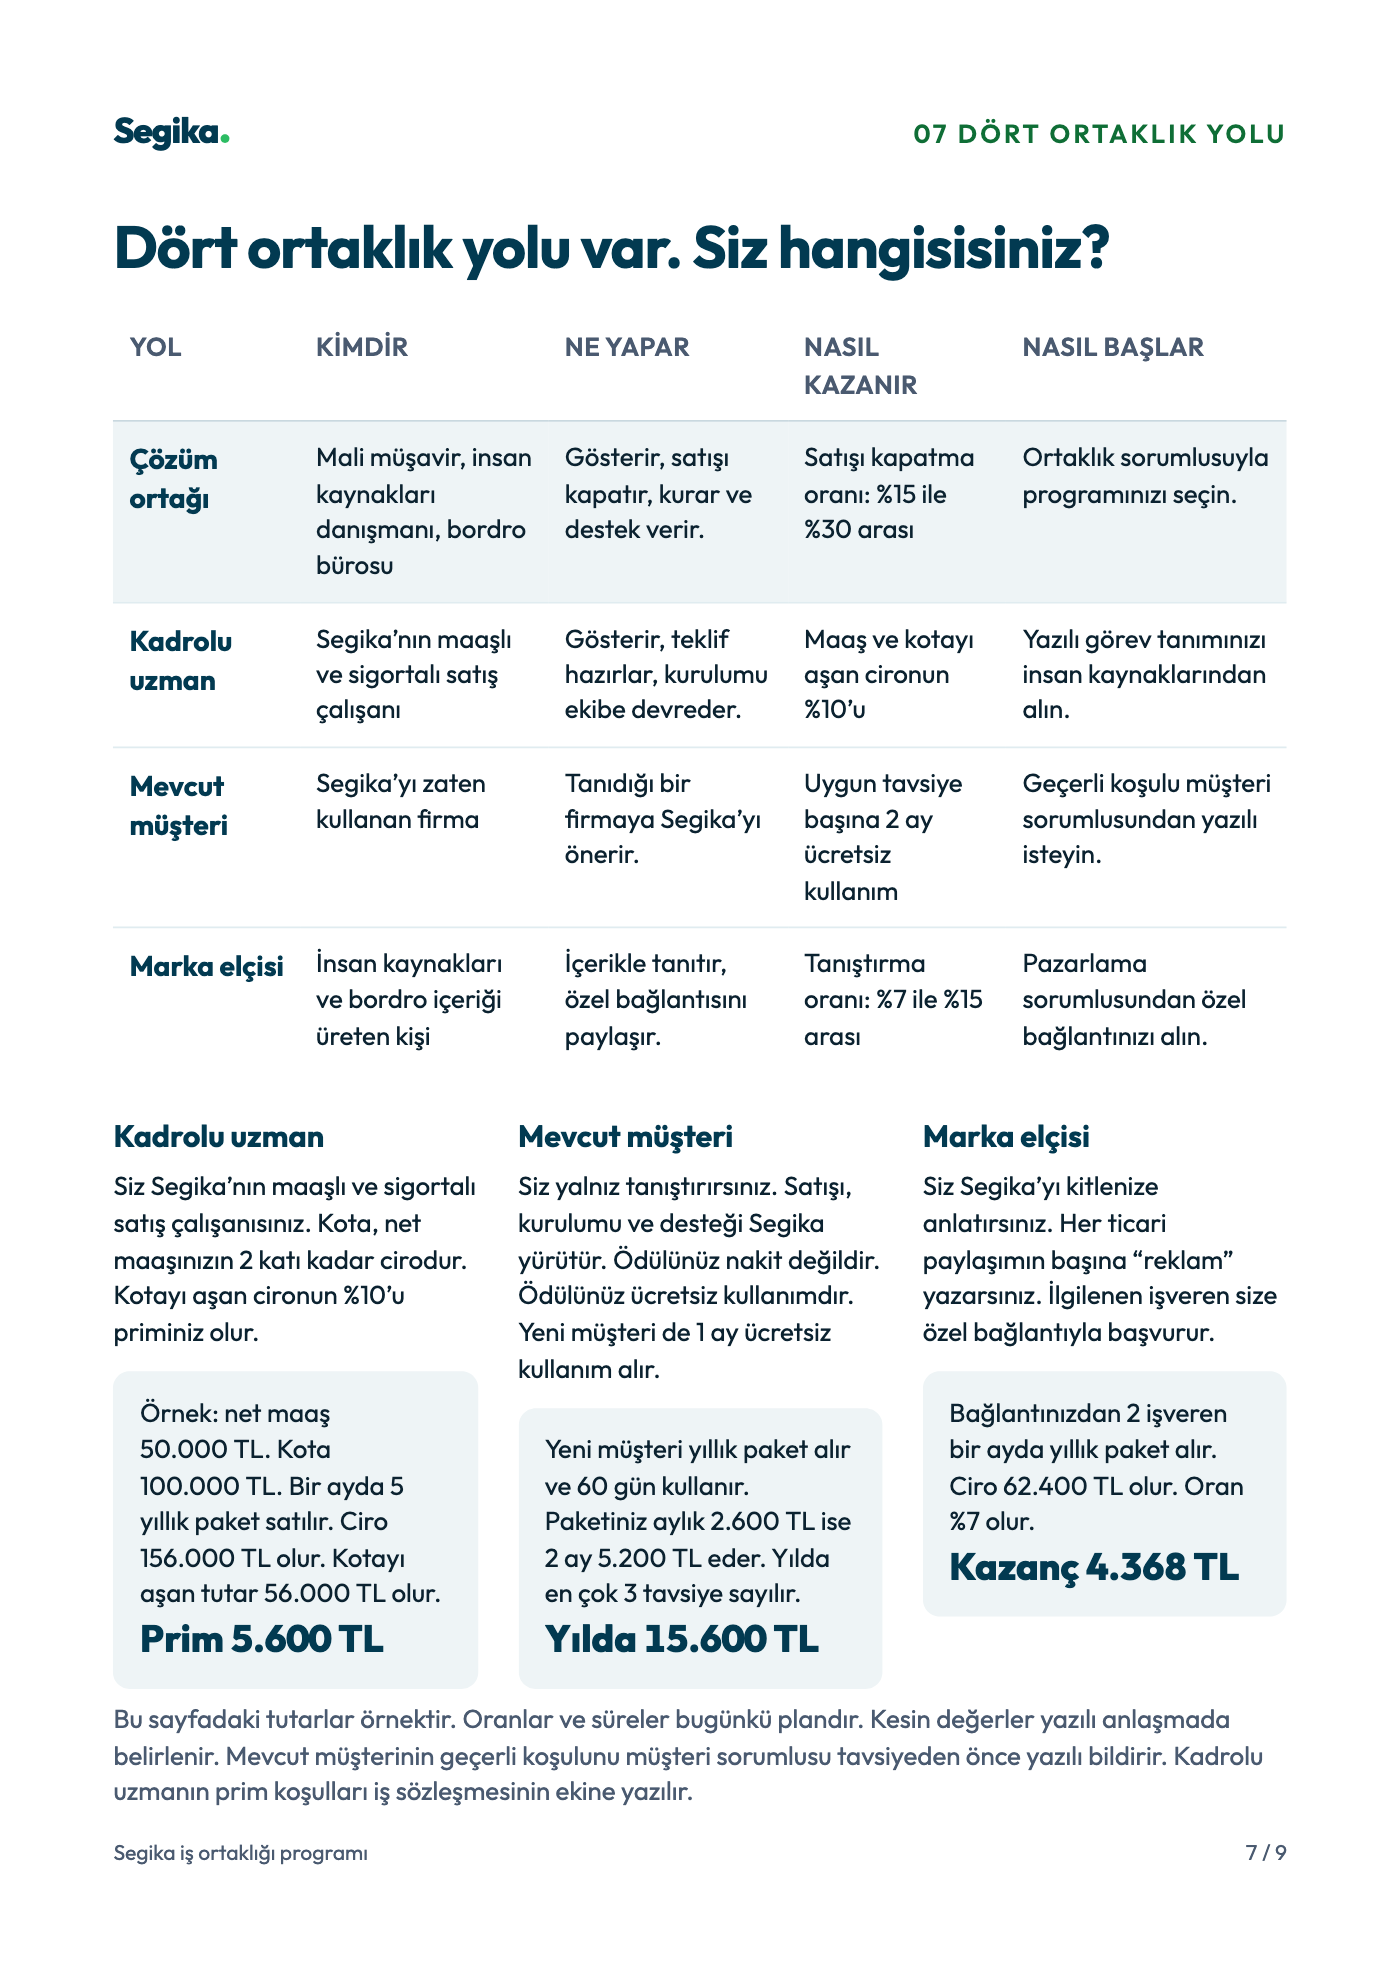 Segika.
07 DÖRT ORTAKLIK YOLU
Dört ortaklık yolu var. Siz hangisisiniz?
YOL
KİMDİR
NE YAPAR
NASIL
KAZANIR
NASIL BAŞLAR
Çözüm
ortağı
Mali müşavir, insan
kaynakları
danışmanı, bordro
bürosu
Gösterir, satışı
kapatır, kurar ve
destek verir.
Satışı kapatma
oranı: %15 ile
%30 arası
Ortaklık sorumlusuyla
programınızı seçin.
Kadrolu
uzman
Segika’nın maaşlı
ve sigortalı satış
çalışanı
Gösterir, teklif
hazırlar, kurulumu
ekibe devreder.
Maaş ve kotayı
aşan cironun
%10’u
Yazılı görev tanımınızı
insan kaynaklarından
alın.
Mevcut
müşteri
Segika’yı zaten
kullanan firma
Tanıdığı bir
firmaya Segika’yı
önerir.
Uygun tavsiye
başına 2 ay
ücretsiz
kullanım
Geçerli koşulu müşteri
sorumlusundan yazılı
isteyin.
Marka elçisi
İnsan kaynakları
ve bordro içeriği
üreten kişi
İçerikle tanıtır,
özel bağlantısını
paylaşır.
Tanıştırma
oranı: %7 ile %15
arası
Pazarlama
sorumlusundan özel
bağlantınızı alın.
Kadrolu uzman
Siz Segika’nın maaşlı ve sigortalı
satış çalışanısınız. Kota, net
maaşınızın 2 katı kadar cirodur.
Kotayı aşan cironun %10’u
priminiz olur.
Örnek: net maaş
50.000 TL. Kota
100.000 TL. Bir ayda 5
yıllık paket satılır. Ciro
156.000 TL olur. Kotayı
aşan tutar 56.000 TL olur.
Prim 5.600 TL
Mevcut müşteri
Siz yalnız tanıştırırsınız. Satışı,
kurulumu ve desteği Segika
yürütür. Ödülünüz nakit değildir.
Ödülünüz ücretsiz kullanımdır.
Yeni müşteri de 1 ay ücretsiz
kullanım alır.
Yeni müşteri yıllık paket alır
ve 60 gün kullanır.
Paketiniz aylık 2.600 TL ise
2 ay 5.200 TL eder. Yılda
en çok 3 tavsiye sayılır.
Yılda 15.600 TL
Marka elçisi
Siz Segika’yı kitlenize
anlatırsınız. Her ticari
paylaşımın başına “reklam”
yazarsınız. İlgilenen işveren size
özel bağlantıyla başvurur.
Bağlantınızdan 2 işveren
bir ayda yıllık paket alır.
Ciro 62.400 TL olur. Oran
%7 olur.
Kazanç 4.368 TL
Bu sayfadaki tutarlar örnektir. Oranlar ve süreler bugünkü plandır. Kesin değerler yazılı anlaşmada
belirlenir. Mevcut müşterinin geçerli koşulunu müşteri sorumlusu tavsiyeden önce yazılı bildirir. Kadrolu
uzmanın prim koşulları iş sözleşmesinin ekine yazılır.
Segika iş ortaklığı programı
7 / 9